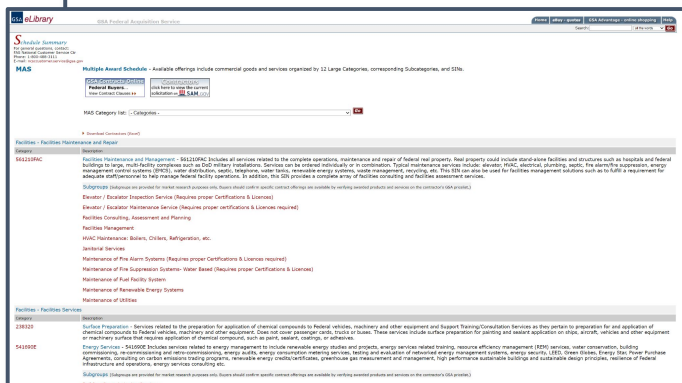 GSA eLibrary
GSA Federal Acquisition Service
Home | eBuy - quotes | GSA Advantage - online shopping | Help
Search: all the words Go
Schedule Summary
For general questions, contact:
Phone: 1-800-488-3111
MAS
Multiple Award Schedule - Available offerings include commercial goods and services organized by 12 Large Categories, corresponding Subcategories, and SINs.
Federal Buyers...
View Contract Clauses
Contractors
click here to view the current
solicitation on SAM.GOV
MAS Category list: - Categories - Go
Download Contractors (Excel)
Facilities - Facilities Maintenance and Repair
Category Description
561210FAC Facilities Maintenance and Management - 561210FAC Includes all services related to the complete operations, maintenance and repair of federal real property. Real property could include stand-alone facilities and structures such as hospitals and federal
buildings to large, multi-facility complexes such as DoD military installations. Services can be ordered individually or in combination. Typical maintenance services include: elevator, HVAC, electrical, plumbing, septic, fire alarm/fire suppression, energy
management control systems (EMCS), water distribution, septic, telephone, water tanks, renewable energy systems, waste management, recycling, etc. This SIN can also be used for facilities management solutions such as to fulfill a requirement for
adequate staff/personnel to help manage federal facility operations. In addition, this SIN provides a complete array of facilities consulting and facilities assessment services.
Subgroups (Subgroups are provided for market research purposes only. Buyers should confirm specific contract offerings are available by verifying awarded products and services on the contractor's GSA pricelist.)
Elevator / Escalator Inspection Service (Requires proper Certifications & Licences)
Elevator / Escalator Maintenance Service (Requires proper Certifications & Licences required)
Facilities Consulting, Assessment and Planning
Facilities Management
HVAC Maintenance: Boilers, Chillers, Refrigeration, etc.
Janitorial Services
Maintenance of Fire Alarm Systems (Requires proper Certifications & Licences required)
Maintenance of Fire Suppression Systems- Water Based (Requires proper Certifications & Licences)
Maintenance of Fuel Facility System
Maintenance of Renewable Energy Systems
Maintenance of Utilities
Facilities - Facilities Services
Category Description
238320 Surface Preparation - Services related to the preparation for application of chemical compounds to Federal vehicles, machinery and other equipment and Support Training/Consultation Services as they pertain to preparation for and application of
chemical compounds to Federal vehicles, machinery and other equipment. Does not cover passenger cards, trucks or buses. These services include surface preparation for painting and sealant application on ships, aircraft, vehicles and other equipment
or machinery surface that requires application of chemical compound, such as paint, sealant, coatings, or adhesives.
541690E Energy Services - 541690E Includes services related to energy management to include renewable energy studies and projects, energy services related training, resource efficiency management (REM) services, water conservation, building
commissioning, re-commissioning and retro-commissioning, energy audits, energy consumption metering services, testing and evaluation of networked energy management systems, energy security, LEED, Green Globes, Energy Star, Power Purchase
Agreements, consulting on carbon emissions trading programs, renewable energy credits/certificates, greenhouse gas measurement and management, high performance sustainable buildings and sustainable design principles, resilience of Federal
infrastructure and operations, energy services consulting etc.
Subgroups (Subgroups are provided for market research purposes only. Buyers should confirm specific contract offerings are available by verifying awarded products and services on the contractor's GSA pricelist.)